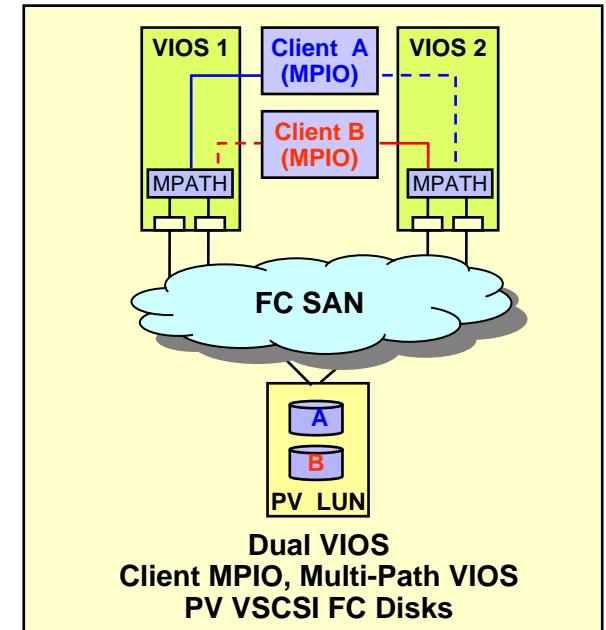 VIOS 1
Client A
(MPIO)
VIOS 2
Client B
(MPIO)
MPATH
MPATH
FC SAN
A
B
PV LUN
Dual VIOS
Client MPIO, Multi-Path VIOS
PV VSCSI FC Disks